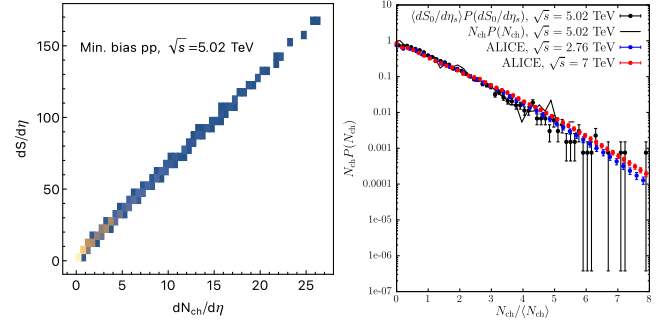 Min. bias pp, √s =5.02 TeV
dS/dη
150
100
50
0
0 5 10 15 20 25
dN_ch/dη
⟨dS_0/dη_s⟩P(dS_0/dη_s), √s = 5.02 TeV
N_ch P(N_ch), √s = 5.02 TeV
ALICE, √s = 2.76 TeV
ALICE, √s = 7 TeV
N_ch P(N_ch)
10
1
0.1
0.01
0.001
0.0001
1e-05
1e-06
1e-07
0 1 2 3 4 5 6 7 8
N_ch/⟨N_ch⟩